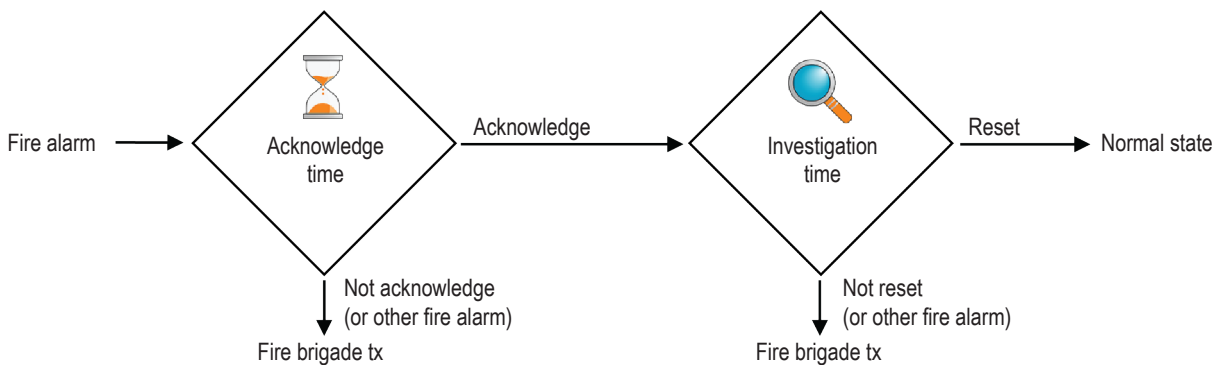 Fire alarm
Acknowledge
time
Acknowledge
Investigation
time
Reset
Normal state
Not acknowledge
(or other fire alarm)
Fire brigade tx
Not reset
(or other fire alarm)
Fire brigade tx